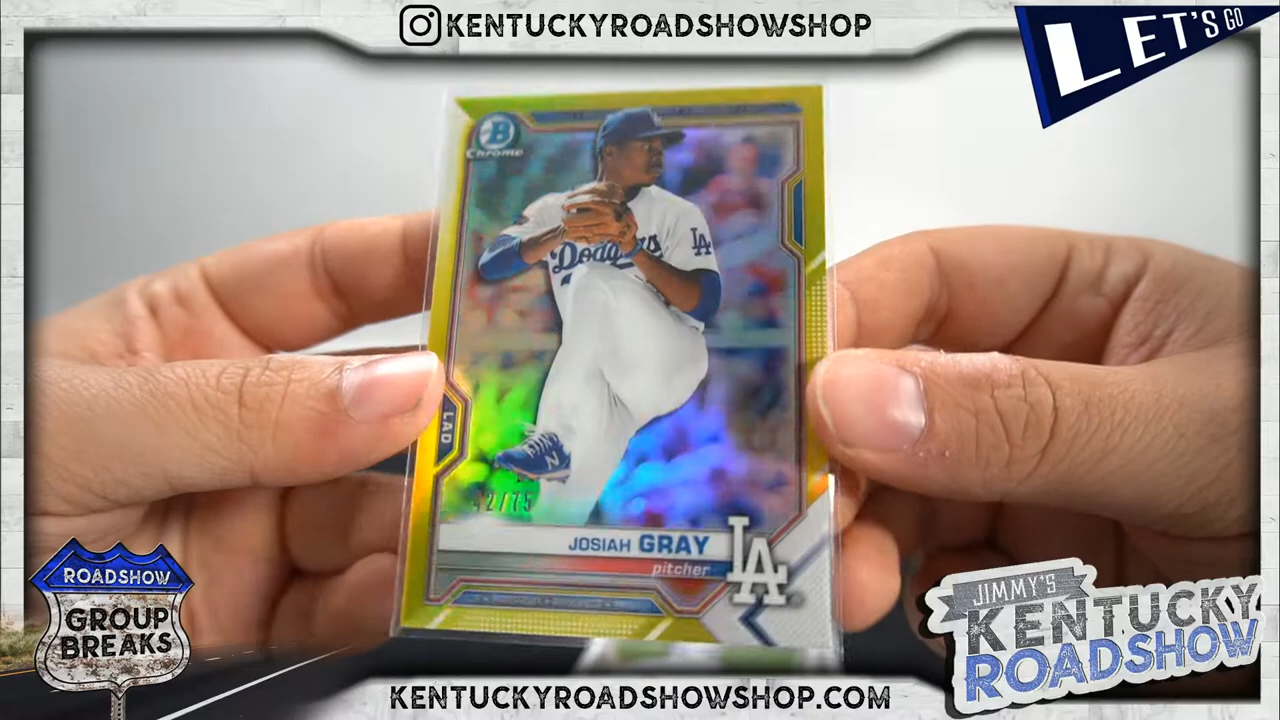 KENTUCKYROADSHOWSHOP
LET'S GO
B
Chrome
Dodgers
LA
LAD
N
42/75
JOSIAH GRAY
pitcher
LA
ROADSHOW
GROUP
BREAKS
JIMMY'S
KENTUCKY
ROADSHOW
KENTUCKYROADSHOWSHOP.COM